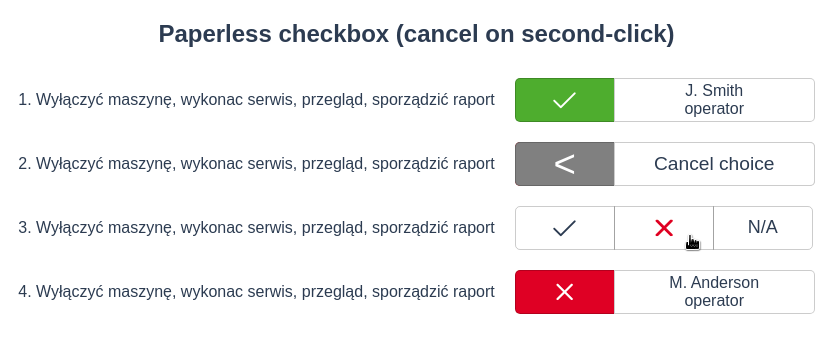 Paperless checkbox (cancel on second-click)
1. Wyłączyć maszynę, wykonac serwis, przegląd, sporządzić raport
J. Smith
operator
2. Wyłączyć maszynę, wykonac serwis, przegląd, sporządzić raport
< Cancel choice
3. Wyłączyć maszynę, wykonac serwis, przegląd, sporządzić raport
N/A
4. Wyłączyć maszynę, wykonac serwis, przegląd, sporządzić raport
M. Anderson
operator